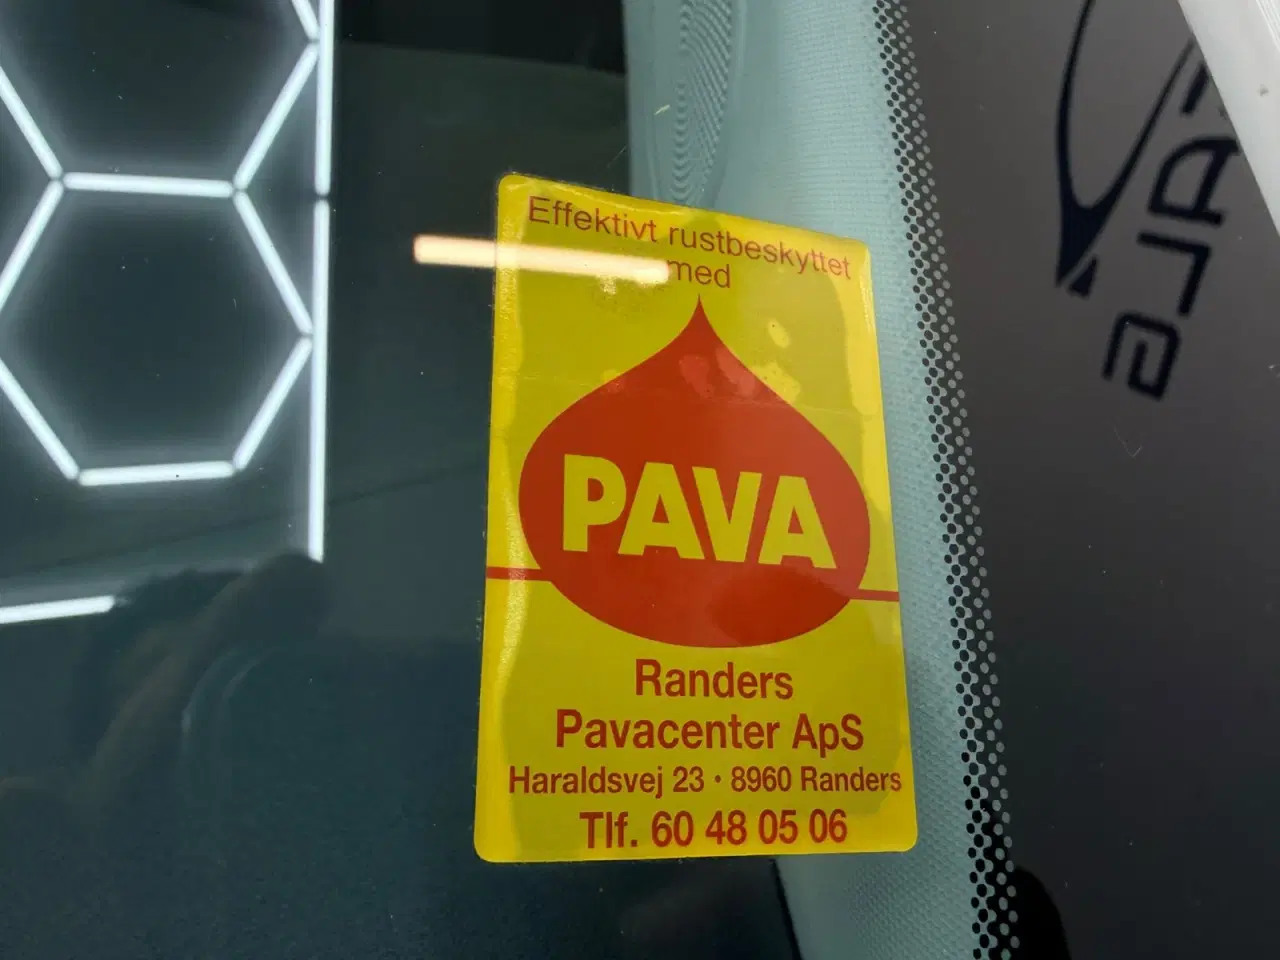 Effektivt rustbeskyttet
med
PAVA
Randers
Pavacenter ApS
Haraldsvej 23 · 8960 Randers
Tlf. 60 48 05 06